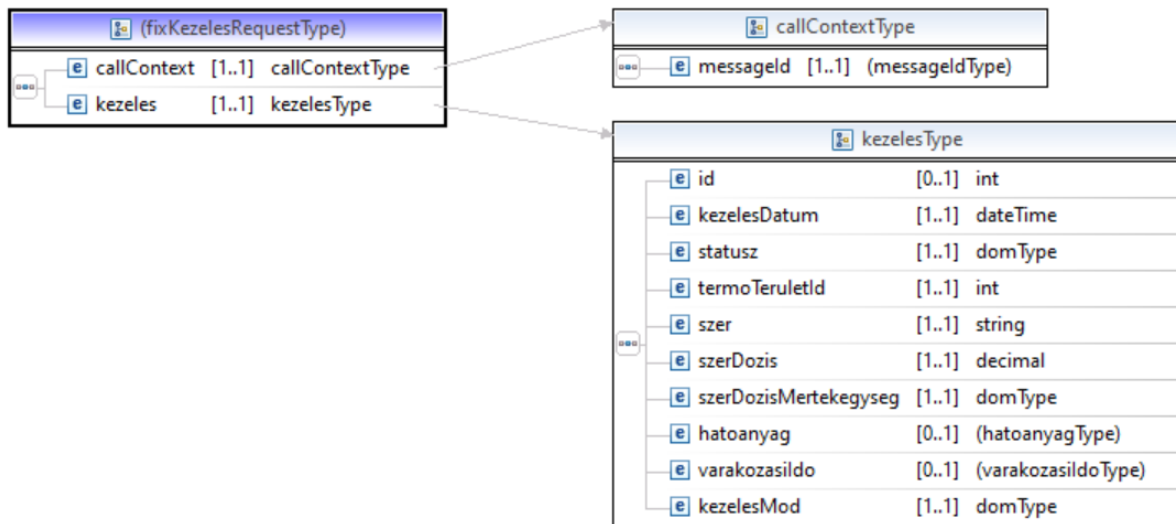 (fixKezelesRequestType)
e callContext [1..1] callContextType
e kezeles [1..1] kezelesType
callContextType
e messageId [1..1] (messageIdType)
kezelesType
e id [0..1] int
e kezelesDatum [1..1] dateTime
e statusz [1..1] domType
e termoTeruletId [1..1] int
e szer [1..1] string
e szerDozis [1..1] decimal
e szerDozisMertekegyseg [1..1] domType
e hatoanyag [0..1] (hatoanyagType)
e varakozasiIdo [0..1] (varakozasiIdoType)
e kezelesMod [1..1] domType